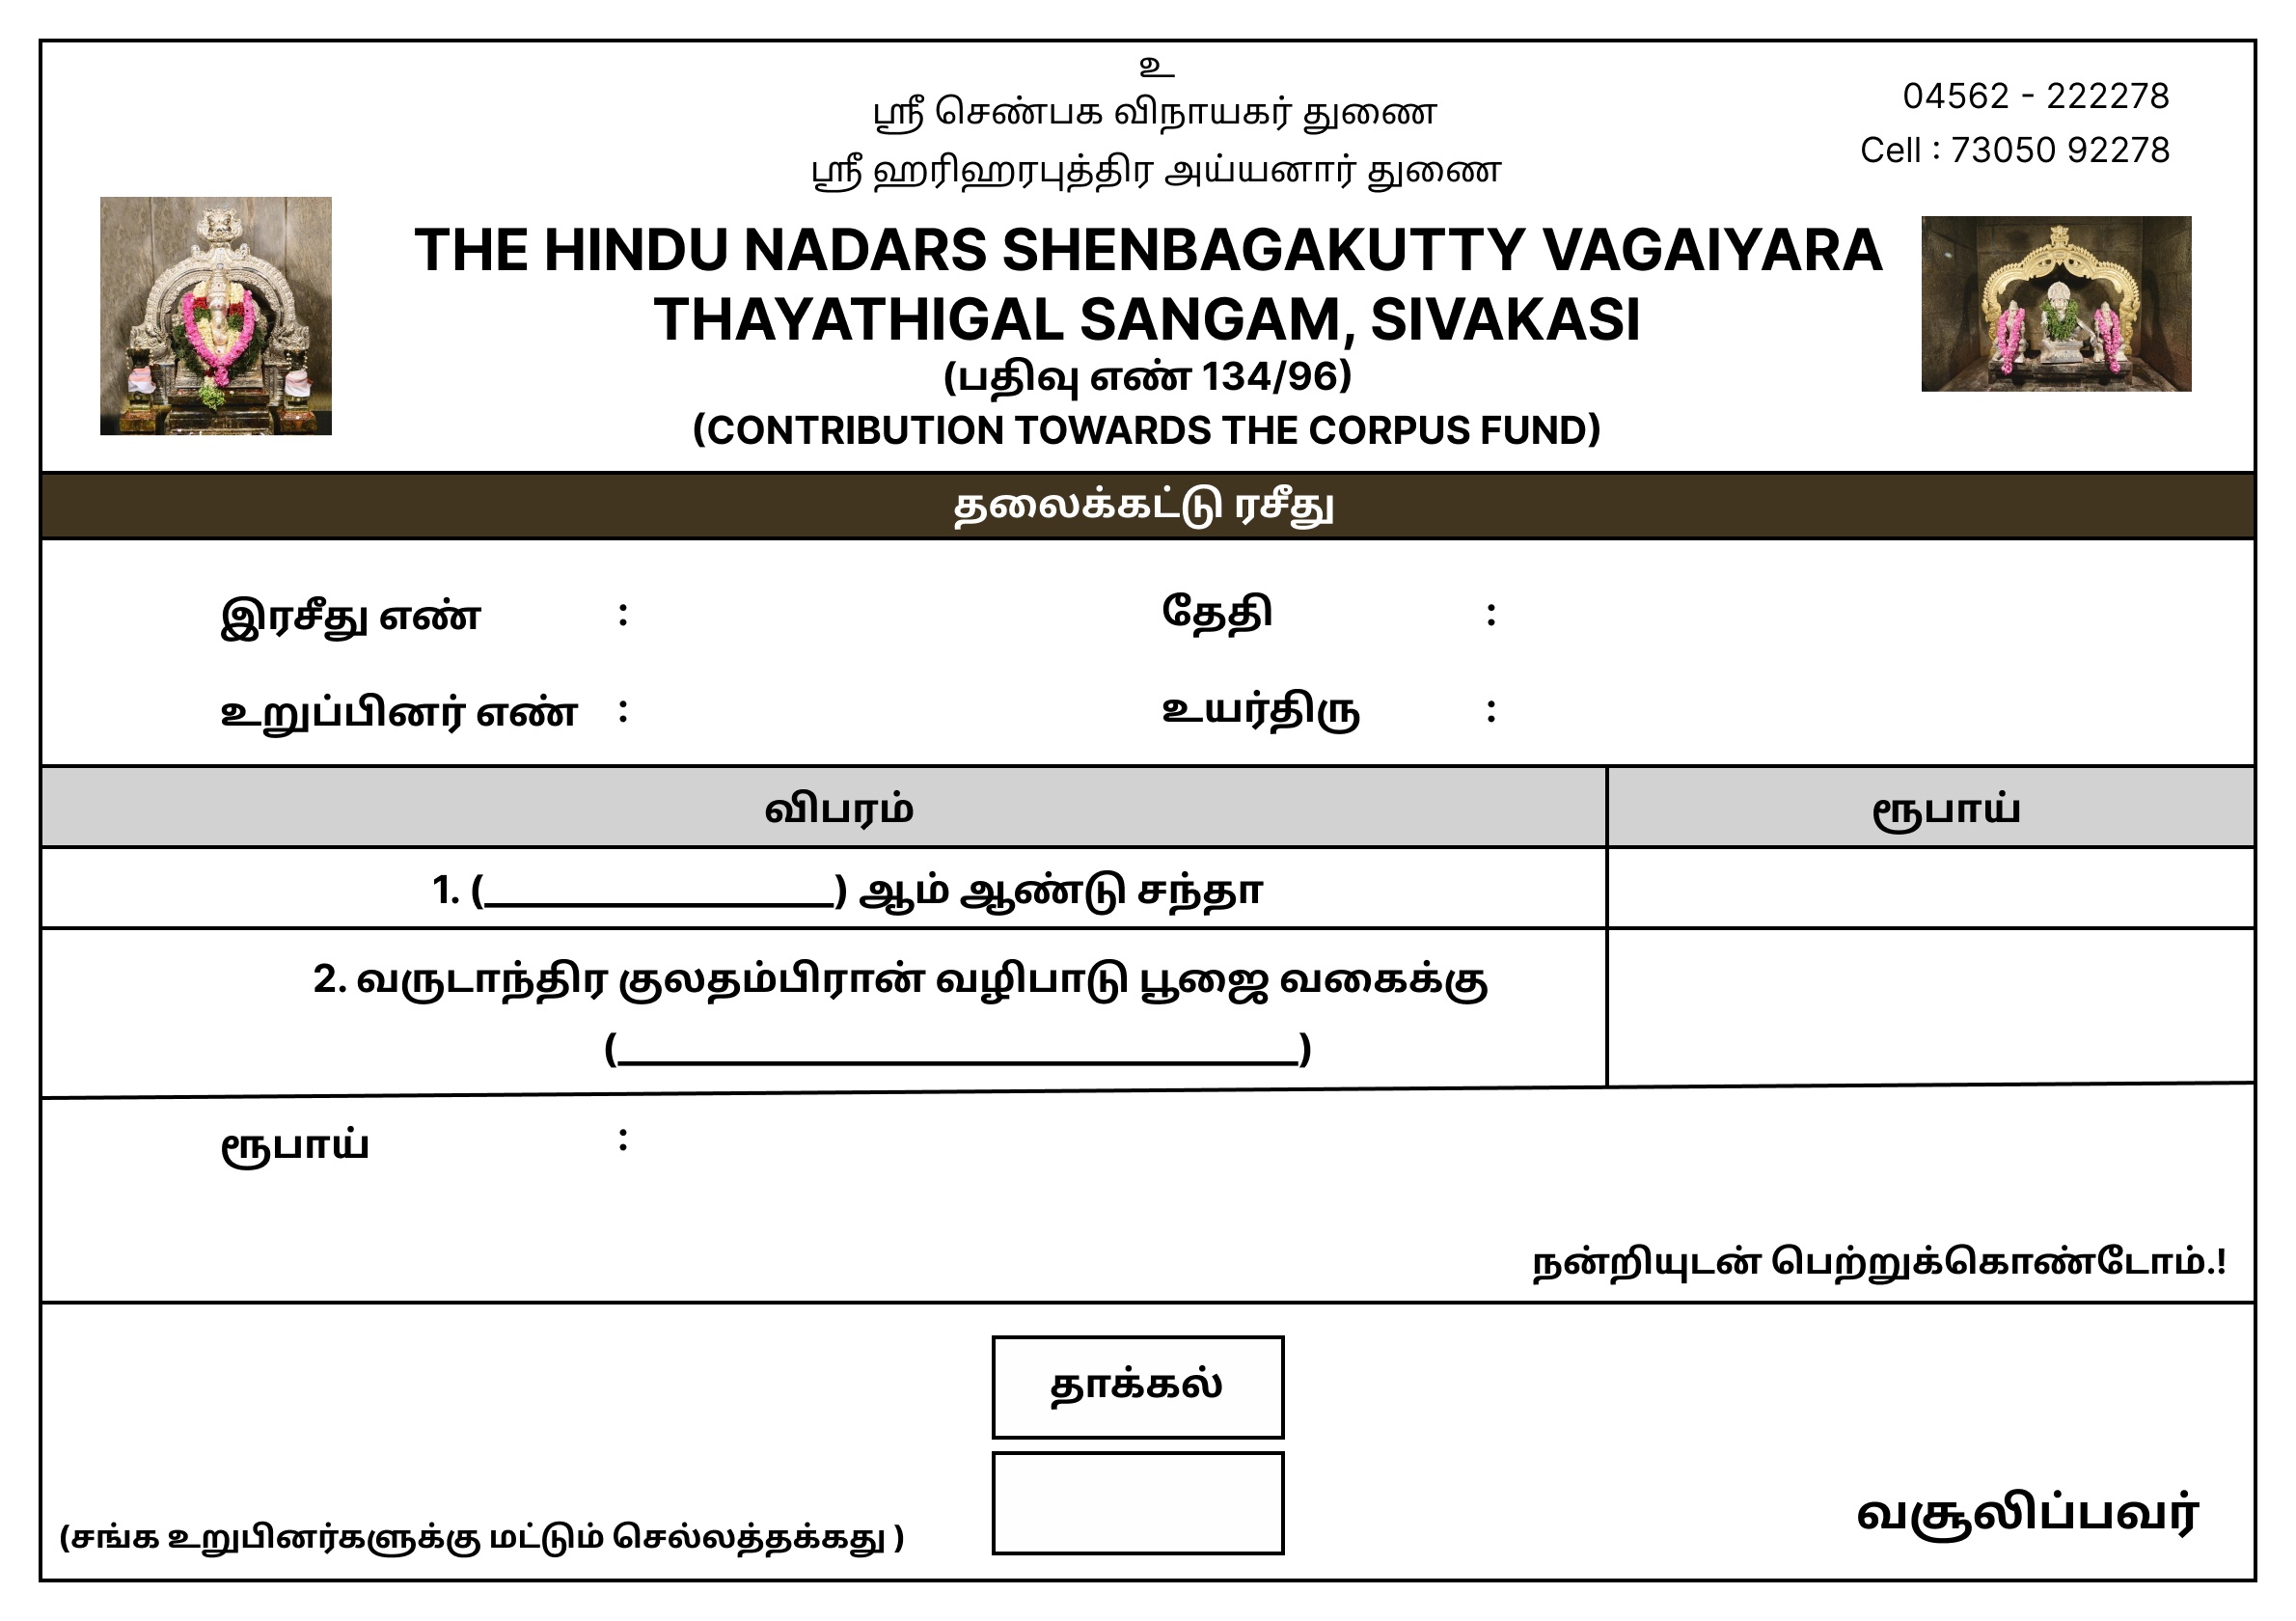 உ
ஸ்ரீ செண்பக விநாயகர் துணை
ஸ்ரீ ஹரிஹரபுத்திர அய்யனார் துணை
04562 - 222278
Cell : 73050 92278
THE HINDU NADARS SHENBAGAKUTTY VAGAIYARA
THAYATHIGAL SANGAM, SIVAKASI
(பதிவு எண் 134/96)
(CONTRIBUTION TOWARDS THE CORPUS FUND)
தலைக்கட்டு ரசீது
இரசீது எண் : தேதி :
உறுப்பினர் எண் : உயர்திரு :
விபரம் ரூபாய்
1. (_______________) ஆம் ஆண்டு சந்தா
2. வருடாந்திர குலதம்பிரான் வழிபாடு பூஜை வகைக்கு
(______________________________)
ரூபாய் :
நன்றியுடன் பெற்றுக்கொண்டோம்.!
தாக்கல்
வசூலிப்பவர்
(சங்க உறுபினர்களுக்கு மட்டும் செல்லத்தக்கது )